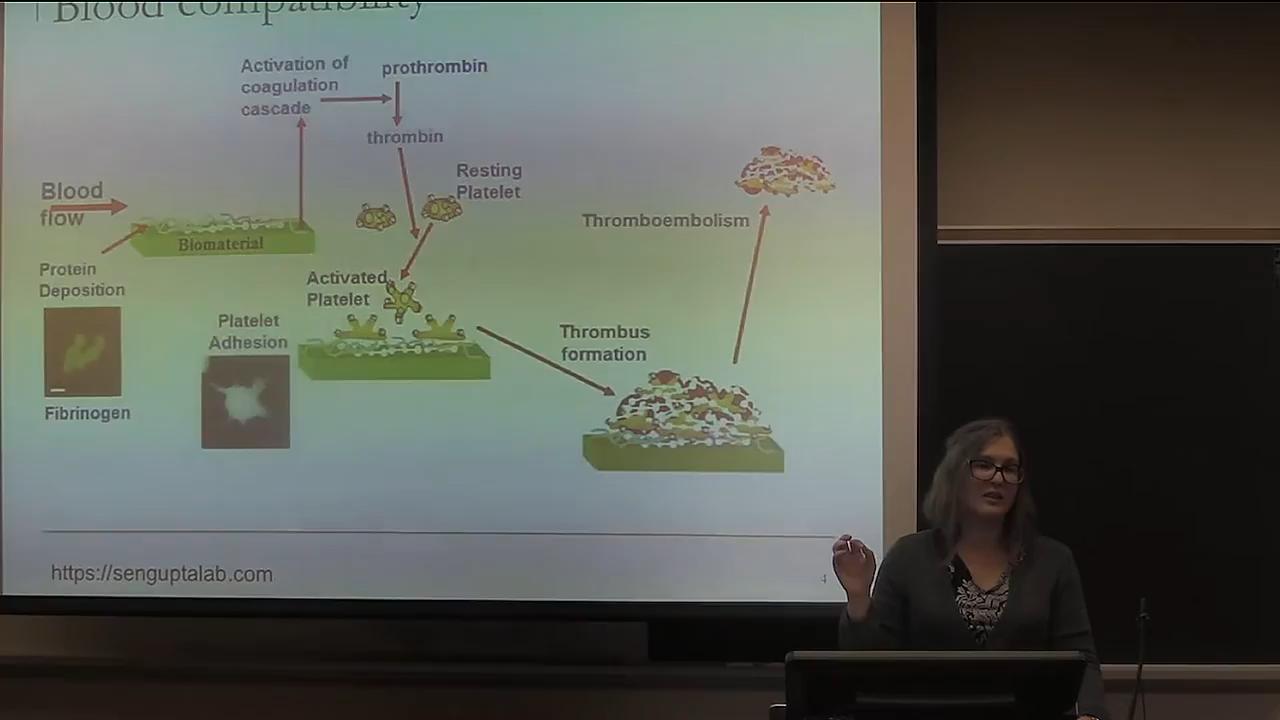 Blood compatibility
Activation of
coagulation
cascade
prothrombin
thrombin
Resting
Platelet
Blood
flow
Biomaterial
Protein
Deposition
Fibrinogen
Platelet
Adhesion
Activated
Platelet
Thrombus
formation
Thromboembolism
https://senguptalab.com
4